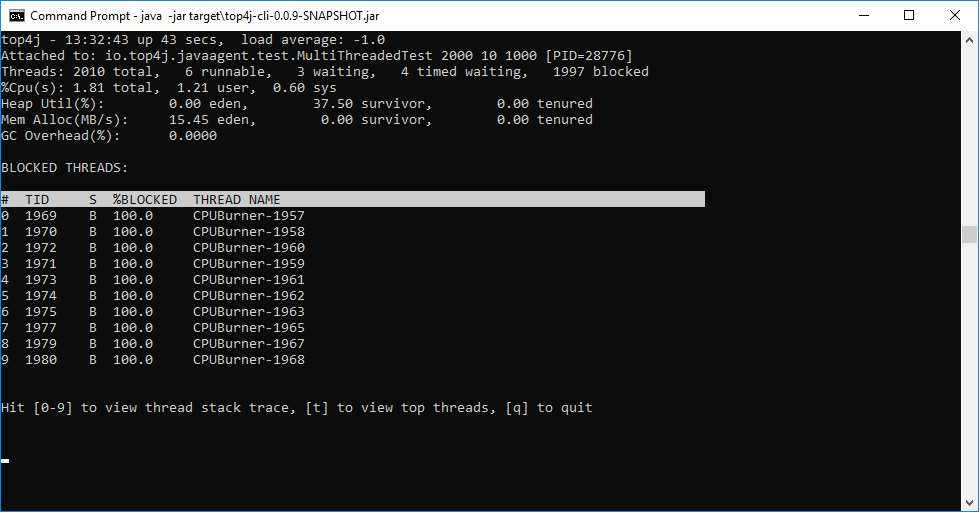 Command Prompt - java  -jar target\top4j-cli-0.0.9-SNAPSHOT.jar
top4j - 13:32:43 up 43 secs,  load average: -1.0
Attached to: io.top4j.javaagent.test.MultiThreadedTest 2000 10 1000 [PID=28776]
Threads: 2010 total,   6 runnable,   3 waiting,   4 timed waiting,   1997 blocked
%Cpu(s): 1.81 total,  1.21 user,  0.60 sys
Heap Util(%):        0.00 eden,       37.50 survivor,        0.00 tenured
Mem Alloc(MB/s):     15.45 eden,        0.00 survivor,        0.00 tenured
GC Overhead(%):      0.0000
BLOCKED THREADS:
#  TID     S  %BLOCKED  THREAD NAME
0  1969    B  100.0     CPUBurner-1957
1  1970    B  100.0     CPUBurner-1958
2  1972    B  100.0     CPUBurner-1960
3  1971    B  100.0     CPUBurner-1959
4  1973    B  100.0     CPUBurner-1961
5  1974    B  100.0     CPUBurner-1962
6  1975    B  100.0     CPUBurner-1963
7  1977    B  100.0     CPUBurner-1965
8  1979    B  100.0     CPUBurner-1967
9  1980    B  100.0     CPUBurner-1968
Hit [0-9] to view thread stack trace, [t] to view top threads, [q] to quit